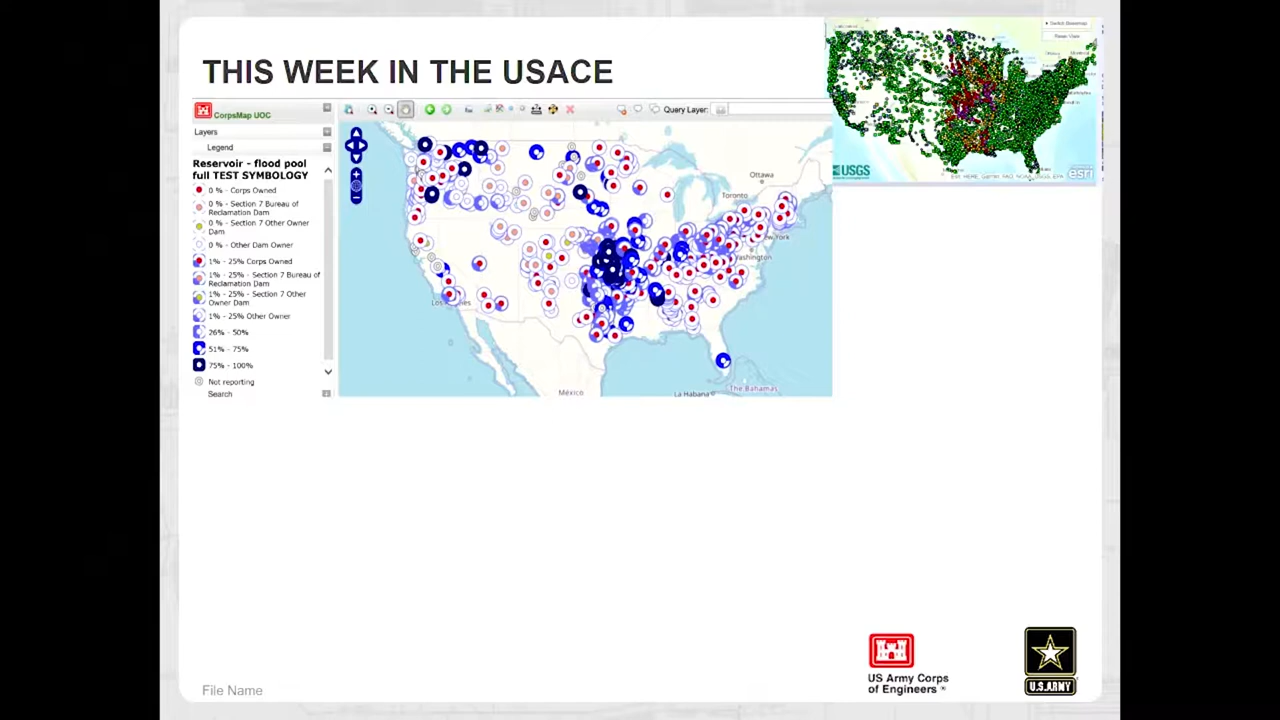 THIS WEEK IN THE USACE
CorpsMap UOC
Layers
Legend
Reservoir - flood pool
full TEST SYMBOLOGY
0 % - Corps Owned
0 % - Section 7 Bureau of
Reclamation Dam
0 % - Section 7 Other Owner
Dam
0 % - Other Dam Owner
1% - 25% Corps Owned
1% - 25% - Section 7 Bureau of
Reclamation Dam
1% - 25% - Section 7 Other
Owner Dam
1% - 25% Other Owner
26% - 50%
51% - 75%
75% - 100%
Not reporting
Search
Query Layer:
Ottawa
Toronto
New York
Washington
Los Angeles
México
La Habana
The Bahamas
Switch Basemap
Reset View
USGS
esri
US Army Corps
of Engineers ®
U.S. ARMY
File Name